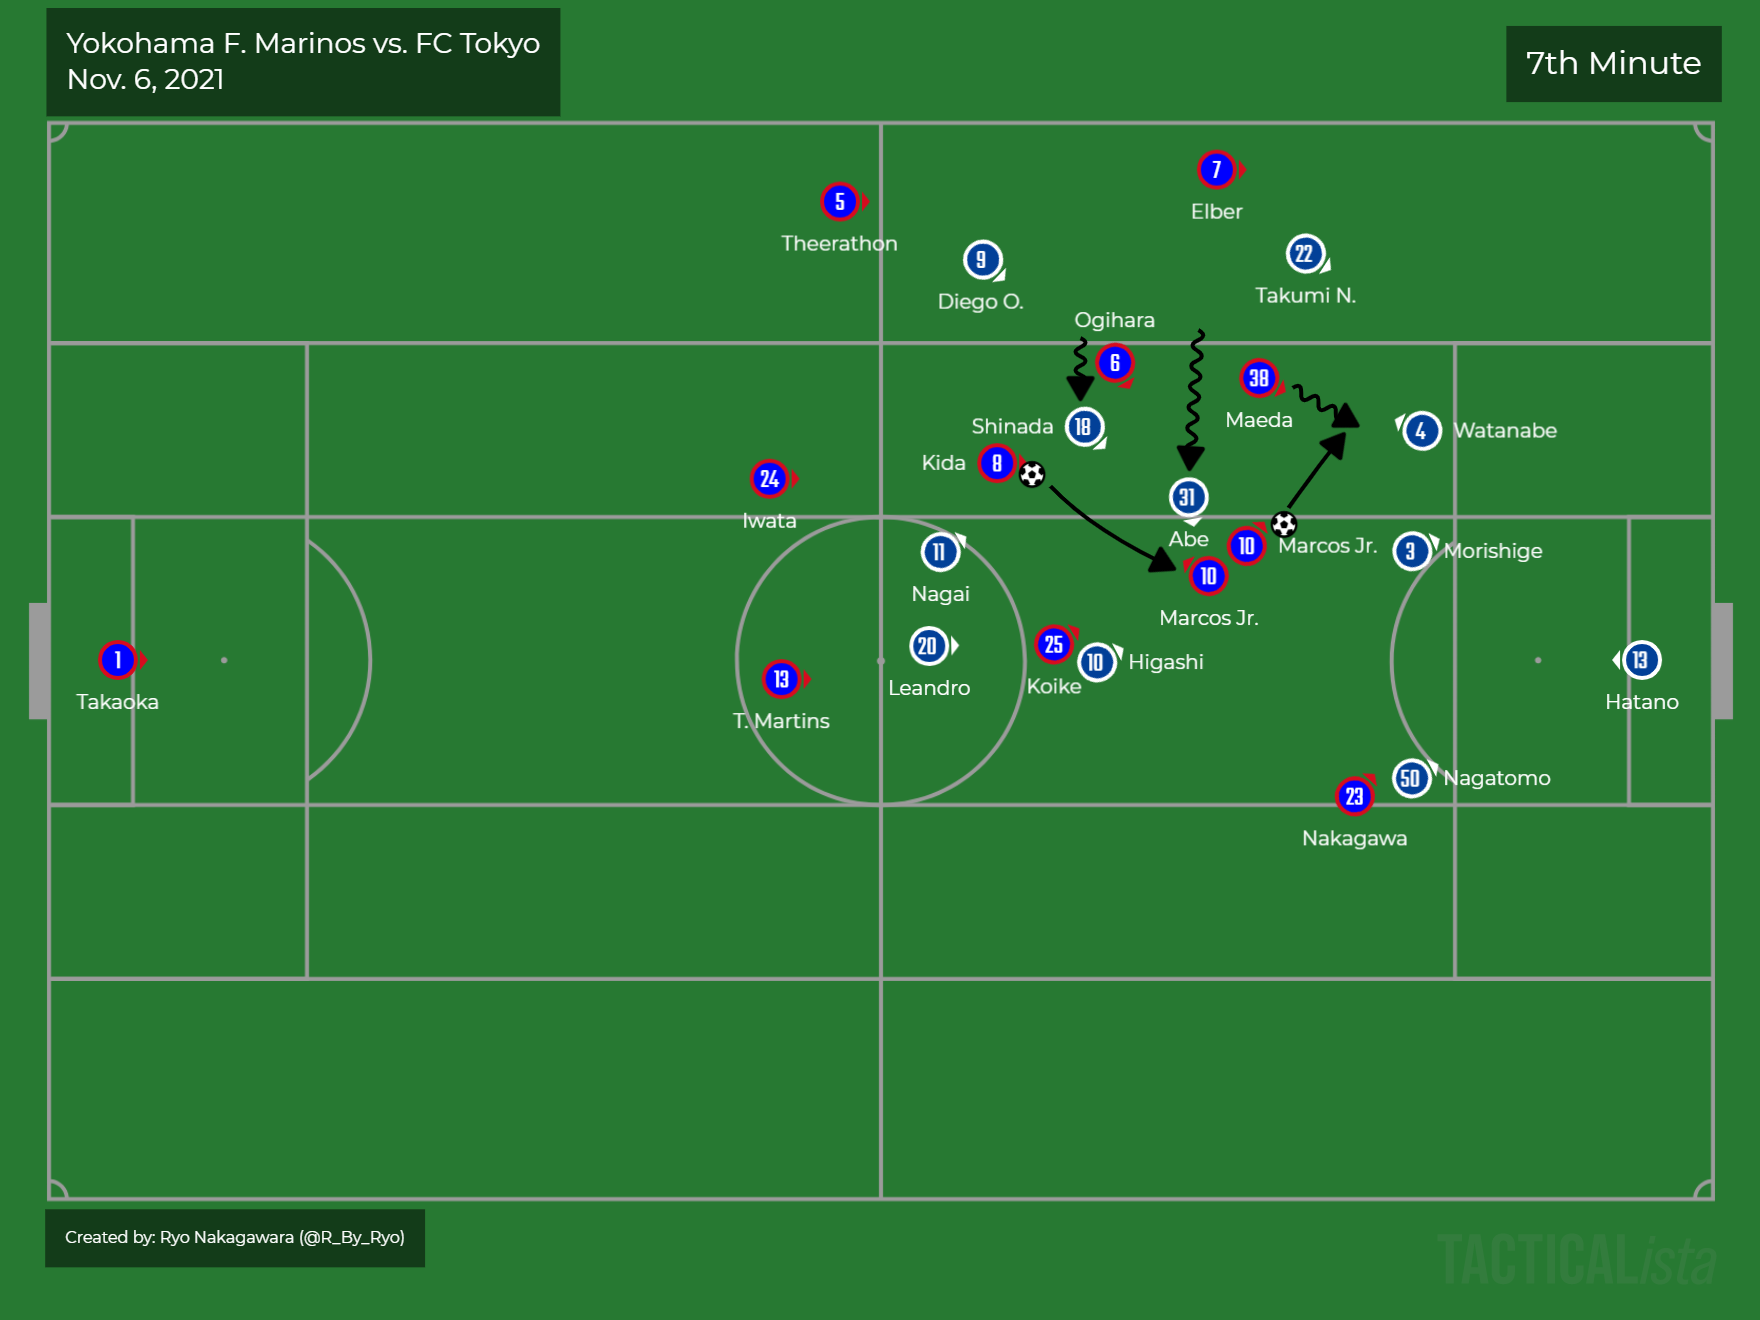 Yokohama F. Marinos vs. FC Tokyo
Nov. 6, 2021
7th Minute
7
Elber
5
Theerathon
9
Diego O.
22
Takumi N.
Ogihara
6
38
Maeda
Shinada 18
4 Watanabe
Kida 8
24
Iwata
31
Abe
11
Nagai
10 Marcos Jr.
3 Morishige
10
Marcos Jr.
20
Leandro
25
Koike
10 Higashi
1
Takaoka
13
T. Martins
13
Hatano
50 Nagatomo
23
Nakagawa
Created by: Ryo Nakagawara (@R_By_Ryo)
TACTICALista